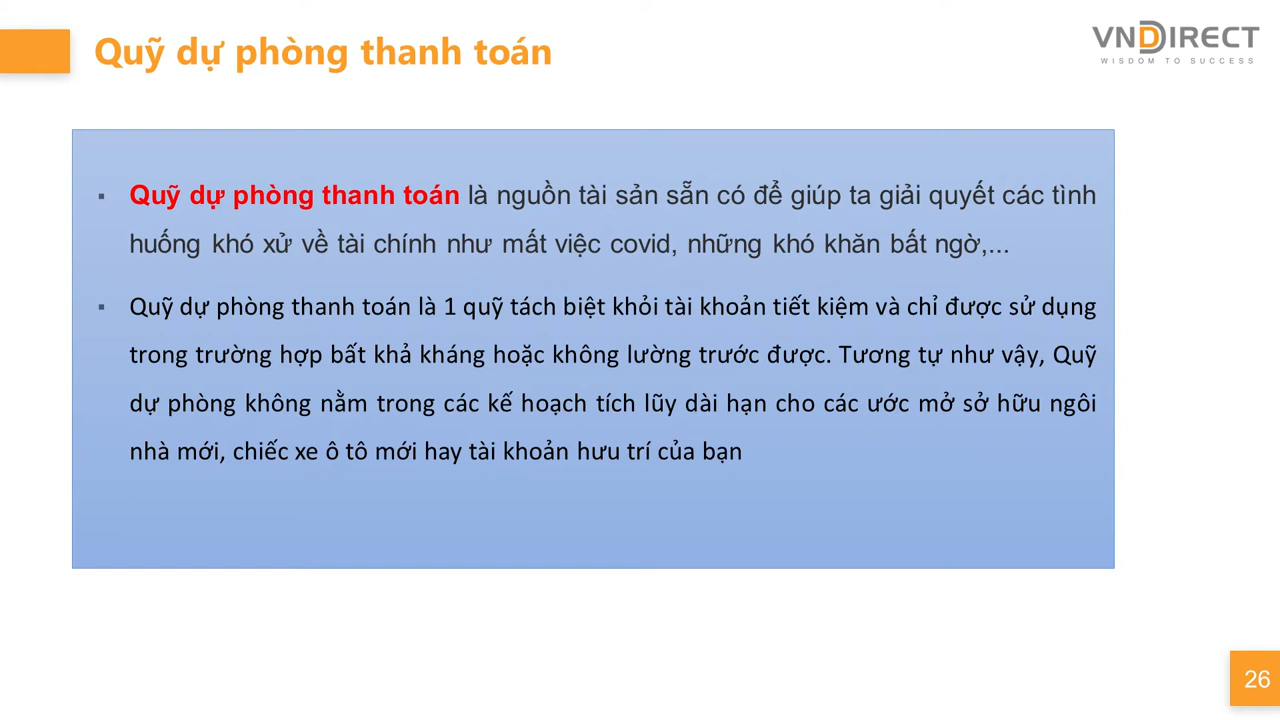 Quỹ dự phòng thanh toán
VNDIRECT
WISDOM TO SUCCESS
▪ Quỹ dự phòng thanh toán là nguồn tài sản sẵn có để giúp ta giải quyết các tình
huống khó xử về tài chính như mất việc covid, những khó khăn bất ngờ,...
▪ Quỹ dự phòng thanh toán là 1 quỹ tách biệt khỏi tài khoản tiết kiệm và chỉ được sử dụng
trong trường hợp bất khả kháng hoặc không lường trước được. Tương tự như vậy, Quỹ
dự phòng không nằm trong các kế hoạch tích lũy dài hạn cho các ước mở sở hữu ngôi
nhà mới, chiếc xe ô tô mới hay tài khoản hưu trí của bạn
26